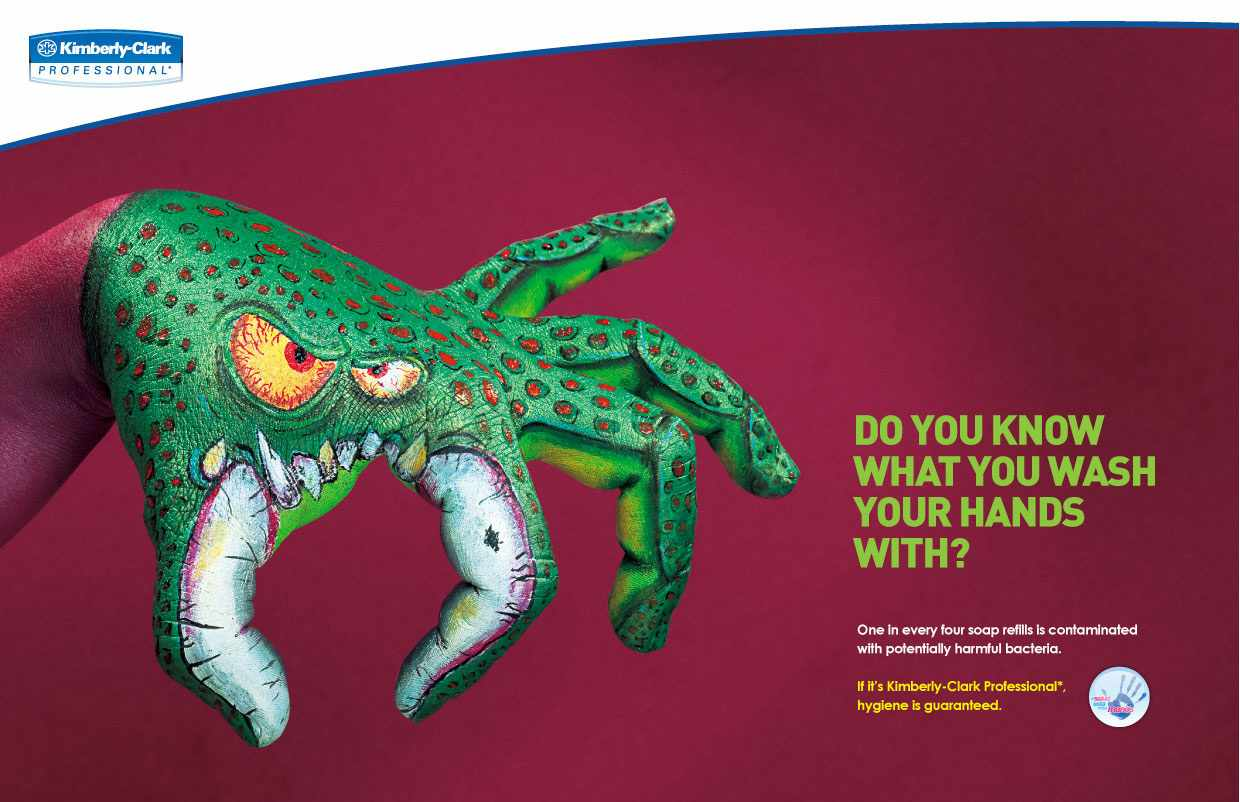 Kimberly-Clark
PROFESSIONAL*
DO YOU KNOW
WHAT YOU WASH
YOUR HANDS
WITH?
One in every four soap refills is contaminated
with potentially harmful bacteria.
If it's Kimberly-Clark Professional*,
hygiene is guaranteed.